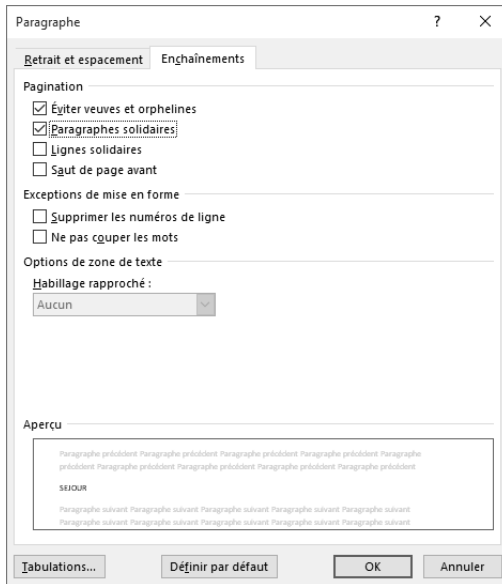 Paragraphe ?
Retrait et espacement Enchaînements
Pagination
Éviter veuves et orphelines
Paragraphes solidaires
Lignes solidaires
Saut de page avant
Exceptions de mise en forme
Supprimer les numéros de ligne
Ne pas couper les mots
Options de zone de texte
Habillage rapproché :
Aucun
Aperçu
Paragraphe précédent Paragraphe précédent Paragraphe précédent Paragraphe précédent Paragraphe
précédent Paragraphe précédent Paragraphe précédent Paragraphe précédent Paragraphe précédent
SEJOUR
Paragraphe suivant Paragraphe suivant Paragraphe suivant Paragraphe suivant Paragraphe suivant
Paragraphe suivant Paragraphe suivant Paragraphe suivant Paragraphe suivant Paragraphe suivant
Tabulations... Définir par défaut OK Annuler